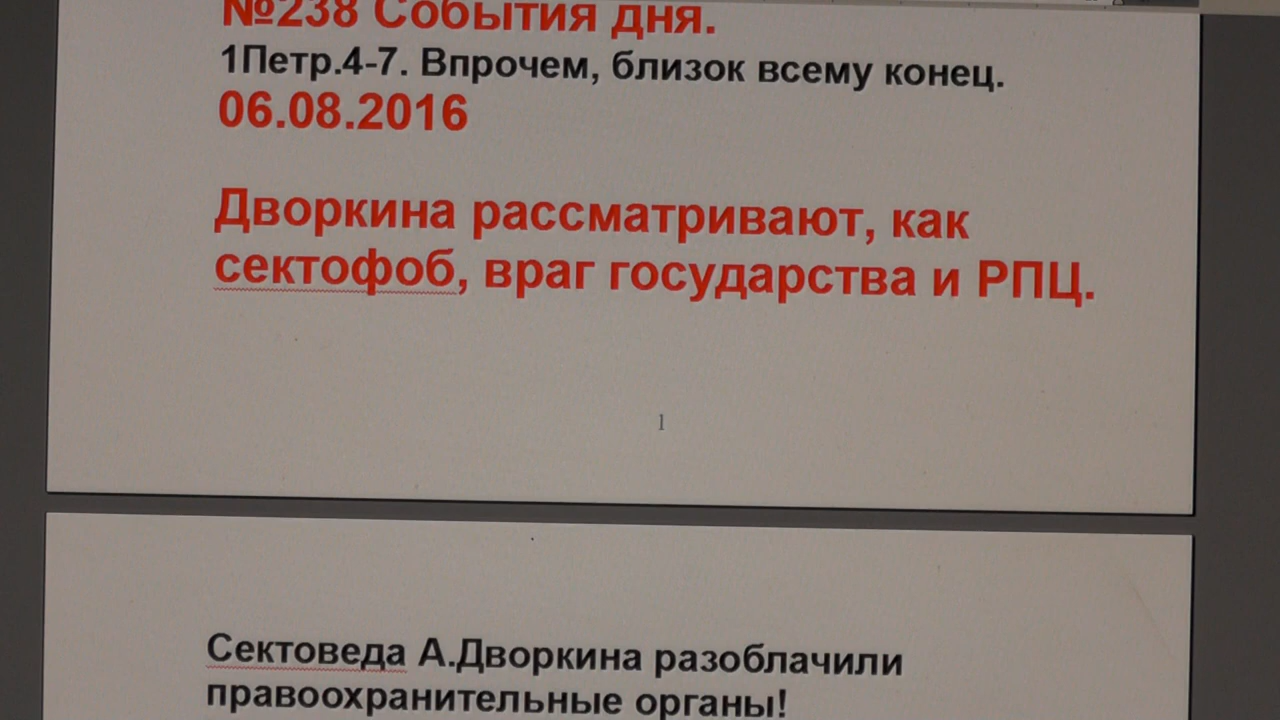 №238 События дня.
1Петр.4-7. Впрочем, близок всему конец.
06.08.2016
Дворкина рассматривают, как
сектофоб, враг государства и РПЦ.
1
Сектоведа А.Дворкина разоблачили
правоохранительные органы!